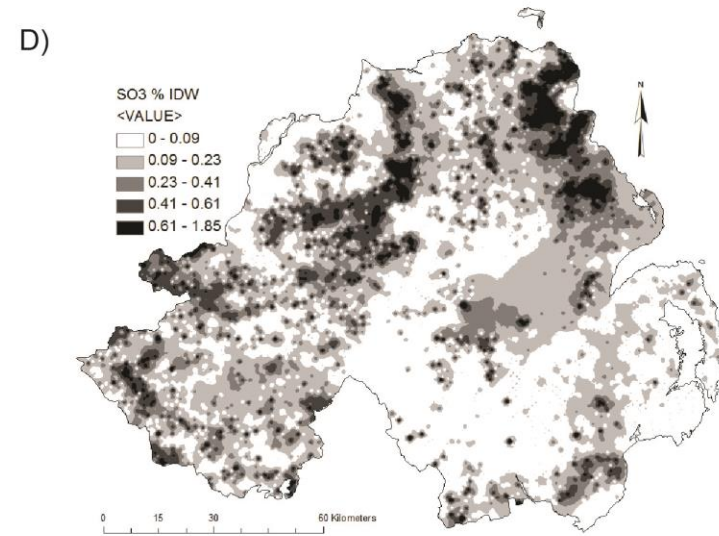 D)
N
SO3 % IDW
<VALUE>
0 - 0.09
0.09 - 0.23
0.23 - 0.41
0.41 - 0.61
0.61 - 1.85
0 15 30 60 Kilometers